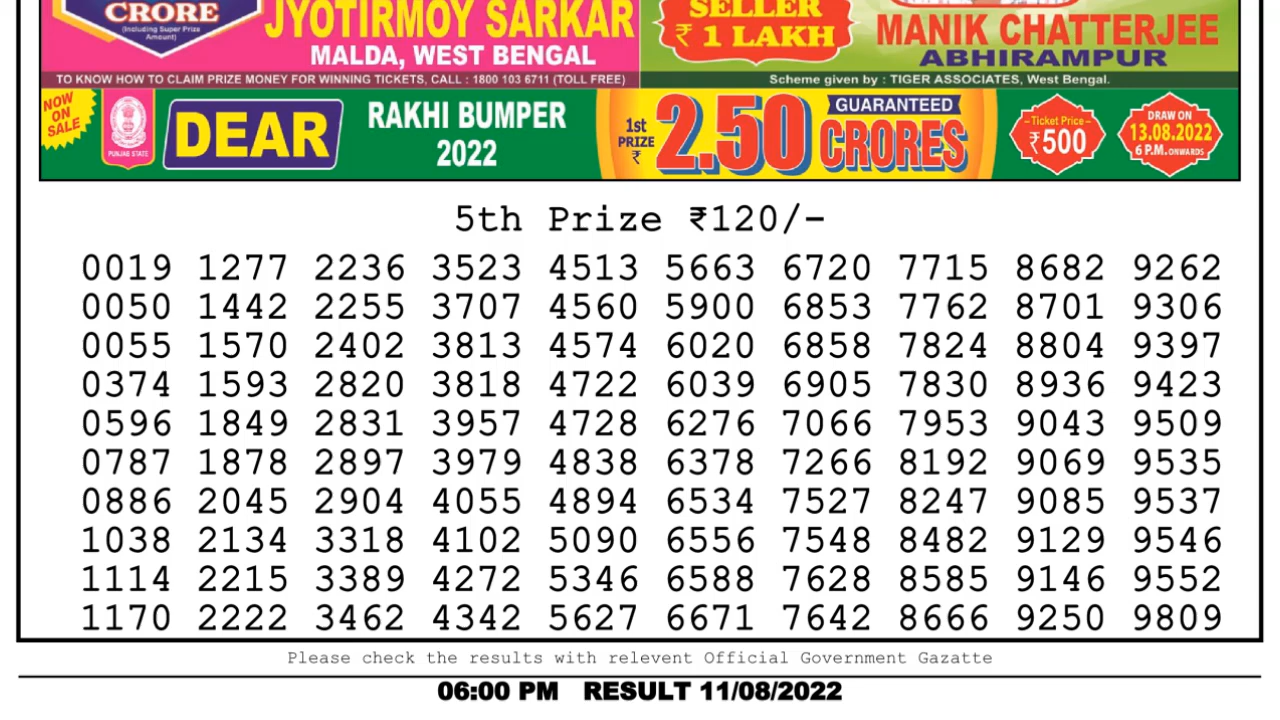 CRORE
(Including Super Prize
Amount)
JYOTIRMOY SARKAR
MALDA, WEST BENGAL
SELLER
₹ 1 LAKH
MANIK CHATTERJEE
ABHIRAMPUR
TO KNOW HOW TO CLAIM PRIZE MONEY FOR WINNING TICKETS, CALL : 1800 103 6711 (TOLL FREE)
Scheme given by : TIGER ASSOCIATES, West Bengal.
NOW
ON
SALE
PUNJAB STATE
DEAR
RAKHI BUMPER
2022
1st
PRIZE
₹
2.50
GUARANTEED
CRORES
Ticket Price
₹500
DRAW ON
13.08.2022
6 P.M. ONWARDS
5th Prize ₹120/-
0019 1277 2236 3523 4513 5663 6720 7715 8682 9262
0050 1442 2255 3707 4560 5900 6853 7762 8701 9306
0055 1570 2402 3813 4574 6020 6858 7824 8804 9397
0374 1593 2820 3818 4722 6039 6905 7830 8936 9423
0596 1849 2831 3957 4728 6276 7066 7953 9043 9509
0787 1878 2897 3979 4838 6378 7266 8192 9069 9535
0886 2045 2904 4055 4894 6534 7527 8247 9085 9537
1038 2134 3318 4102 5090 6556 7548 8482 9129 9546
1114 2215 3389 4272 5346 6588 7628 8585 9146 9552
1170 2222 3462 4342 5627 6671 7642 8666 9250 9809
Please check the results with relevent Official Government Gazatte
06:00 PM RESULT 11/08/2022